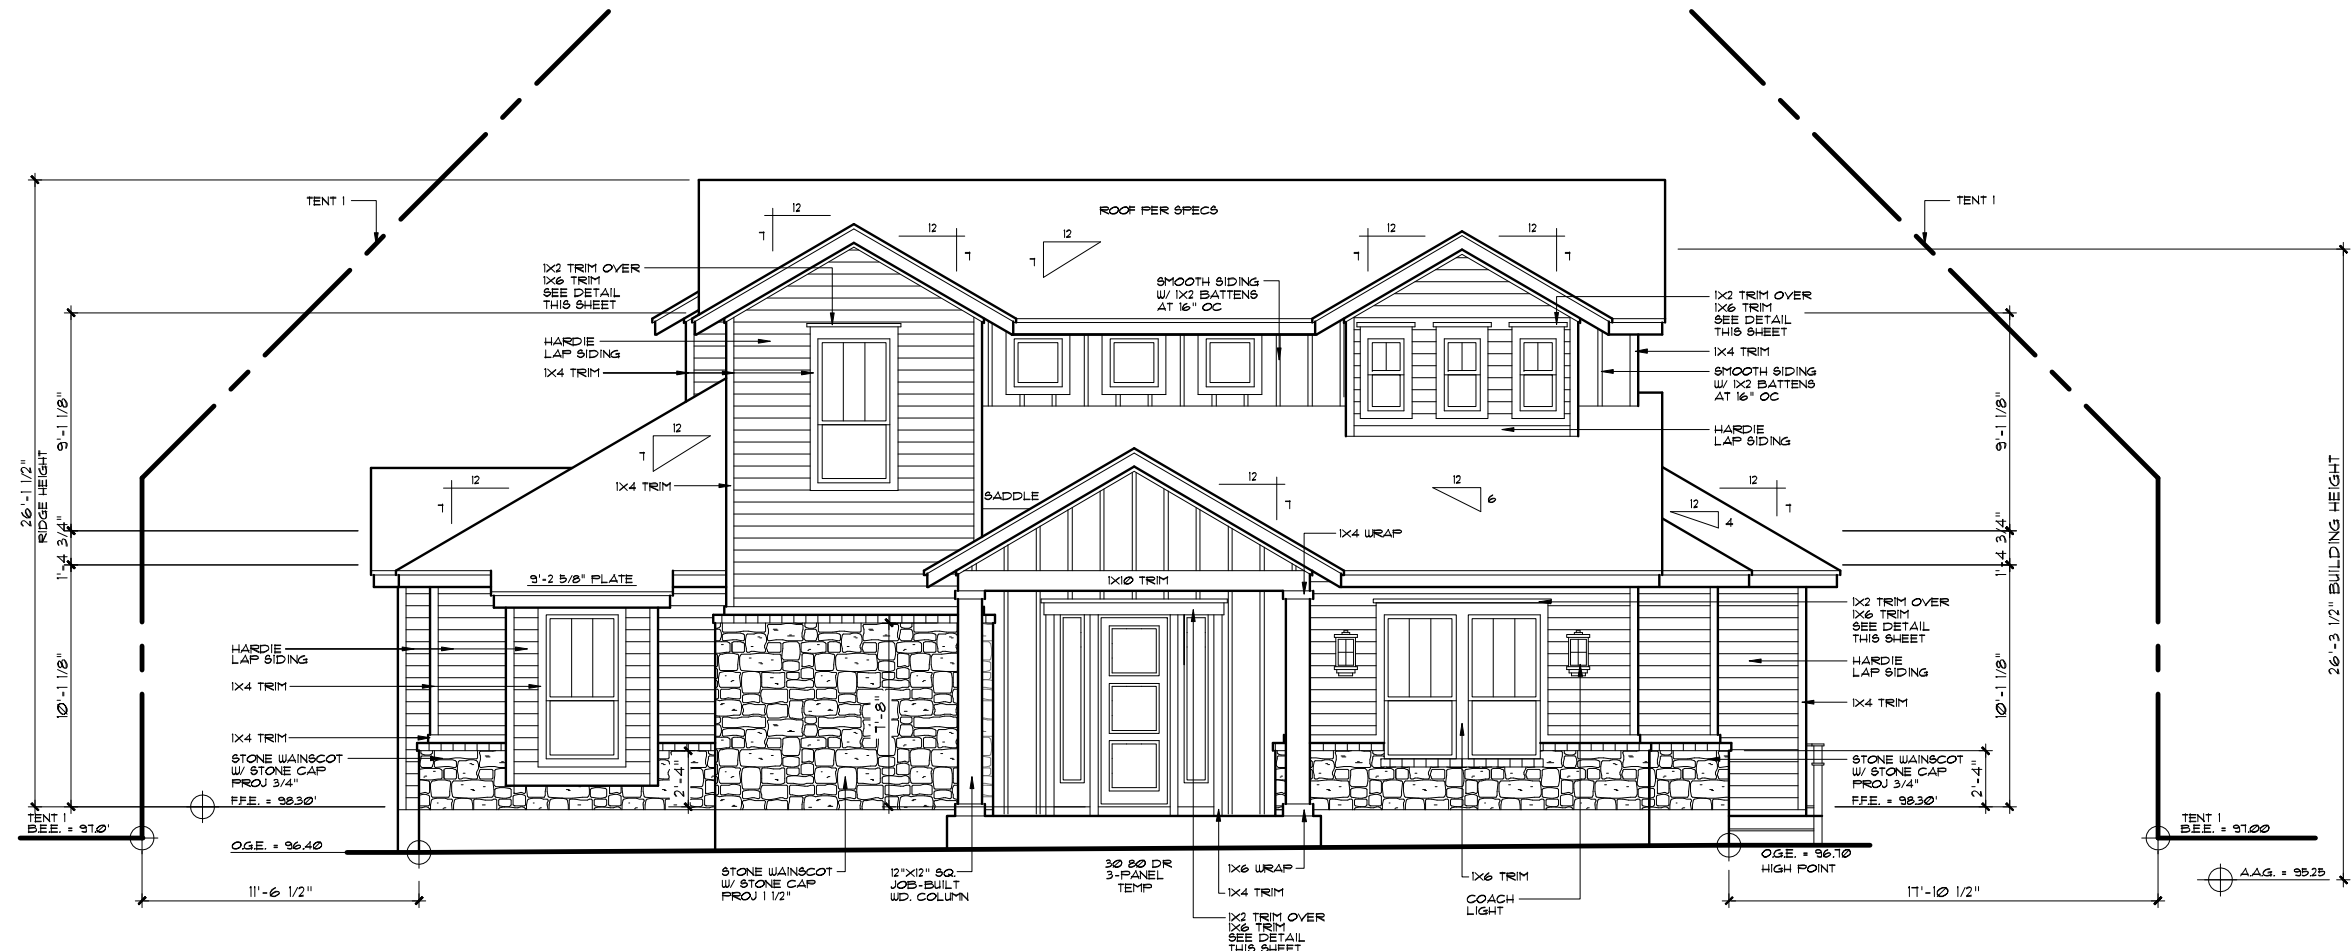 TENT 1
TENT 1
12
ROOF PER SPECS
12
12
12
12
7
7
7
7
7
1X2 TRIM OVER
1X6 TRIM
SEE DETAIL
THIS SHEET
SMOOTH SIDING
W/ 1X2 BATTENS
AT 16" OC
1X2 TRIM OVER
1X6 TRIM
SEE DETAIL
THIS SHEET
HARDIE
LAP SIDING
1X4 TRIM
1X4 TRIM
SMOOTH SIDING
W/ 1X2 BATTENS
AT 16" OC
HARDIE
LAP SIDING
9'-1 1/8"
9'-1 1/8"
12
7
12
7
1X4 TRIM
SADDLE
12
7
12
6
12
4
12
7
26'-1 1/2"
RIDGE HEIGHT
1'-4 3/4"
1'-4 3/4"
26'-3 1/2" BUILDING HEIGHT
1X4 WRAP
9'-2 5/8" PLATE
1X10 TRIM
HARDIE
LAP SIDING
1X4 TRIM
1X4 TRIM
STONE WAINSCOT
W/ STONE CAP
PROJ 3/4"
F.F.E. = 98.30'
10'-1 1/8"
2'-4"
7'-8"
1X2 TRIM OVER
1X6 TRIM
SEE DETAIL
THIS SHEET
HARDIE
LAP SIDING
1X4 TRIM
STONE WAINSCOT
W/ STONE CAP
PROJ 3/4"
F.F.E. = 98.30'
10'-1 1/8"
2'-4"
TENT 1
B.E.E. = 97.0'
TENT 1
B.E.E. = 97.00
O.G.E. = 96.40
O.G.E. = 96.70
HIGH POINT
A.A.G. = 95.25
STONE WAINSCOT
W/ STONE CAP
PROJ 1 1/2"
12"X12" SQ.
JOB-BUILT
WD. COLUMN
30 80 DR
3-PANEL
TEMP
1X6 WRAP
1X4 TRIM
1X2 TRIM OVER
1X6 TRIM
SEE DETAIL
THIS SHEET
1X6 TRIM
COACH
LIGHT
11'-6 1/2"
17'-10 1/2"